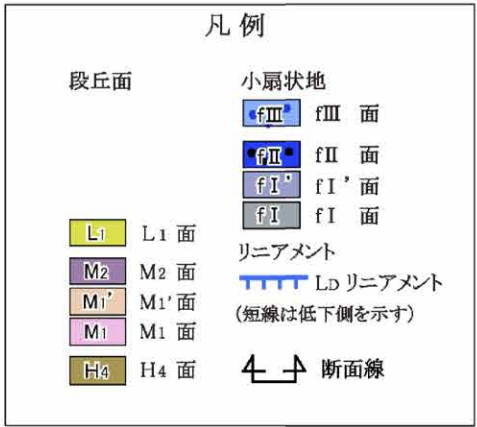 凡例
段丘面
L1 L1 面
M2 M2 面
M1' M1' 面
M1 M1 面
H4 H4 面
小扇状地
fⅢ fⅢ 面
fⅡ fⅡ 面
fⅠ' fⅠ' 面
fⅠ fⅠ 面
リニアメント
LD リニアメント
(短線は低下側を示す)
断面線